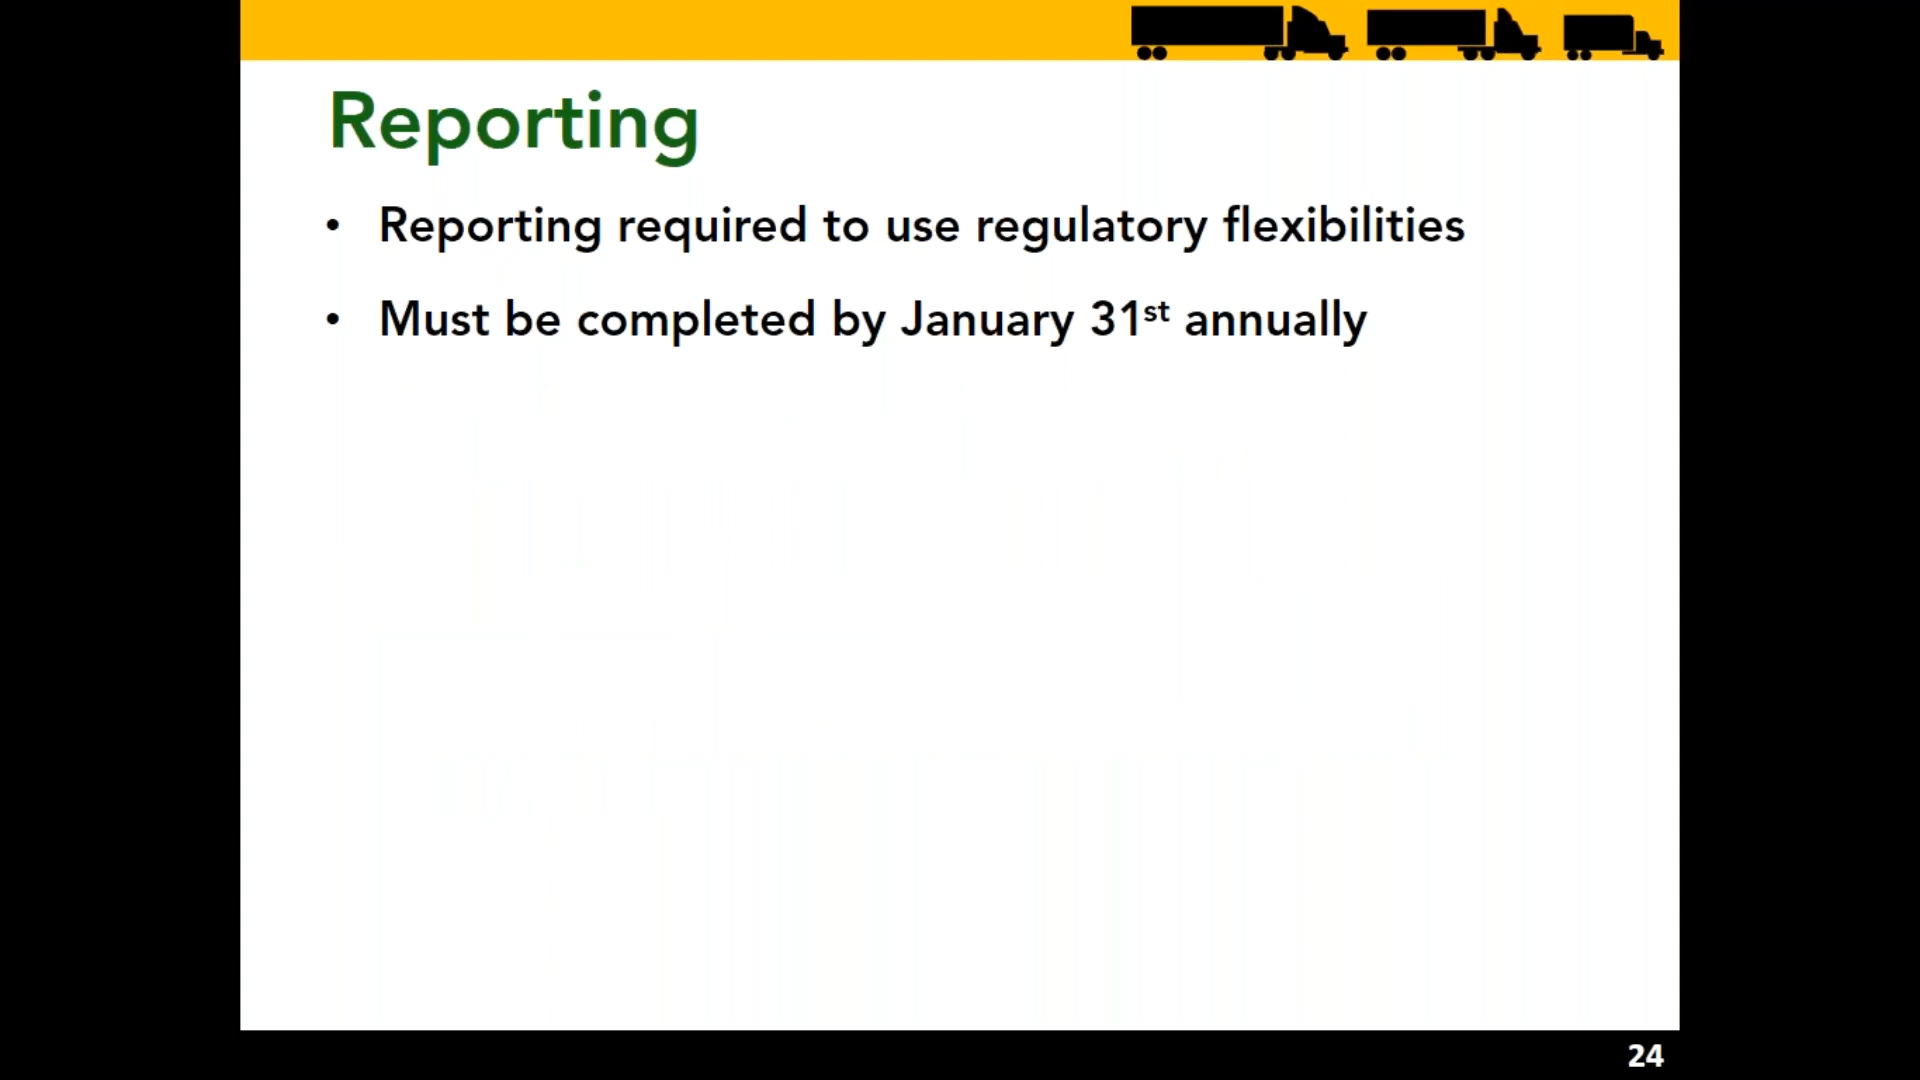 Reporting
• Reporting required to use regulatory flexibilities
• Must be completed by January 31st annually
24